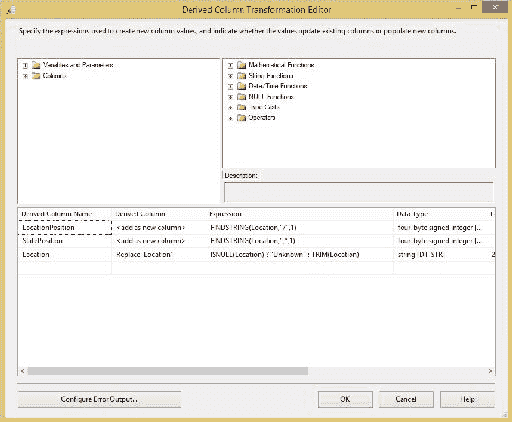 Derived Column Transformation Editor
Specify the expressions used to create new column values, and indicate whether the values update existing columns or populate new columns.
Variables and Parameters
Columns
Mathematical Functions
String Functions
Date/Time Functions
NULL Functions
Type Casts
Operators
Description:
Derived Column Name Derived Column Expression Data Type
LocationPosition <add as new column> FINDSTRING(Location,"/",1) four-byte signed integer [...
StatePosition <add as new column> FINDSTRING(Location,",",1) four-byte signed integer [...
Location Replace 'Location' ISNULL(Location) ? "Unknown" : TRIM(Location) string [DT_STR]
Configure Error Output...
OK
Cancel
Help